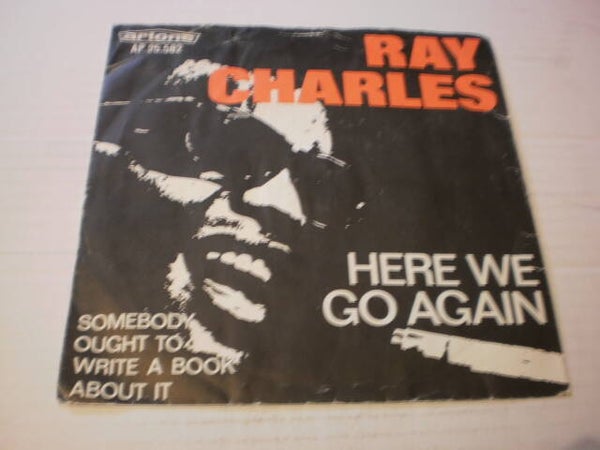 artone
AP 25.582
RAY
CHARLES
HERE WE
GO AGAIN
SOMEBODY
OUGHT TO
WRITE A BOOK
ABOUT IT